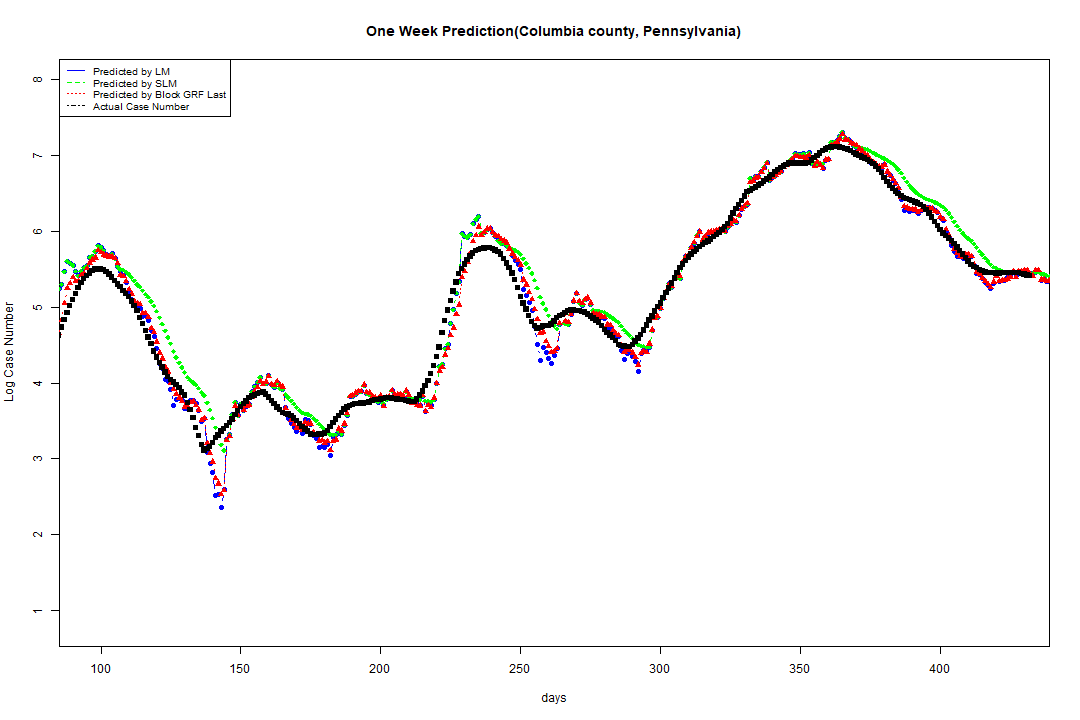 One Week Prediction(Columbia county, Pennsylvania)
Predicted by LM
Predicted by SLM
Predicted by Block GRF Last
Actual Case Number
8
7
6
5
4
3
2
1
Log Case Number
100 150 200 250 300 350 400
days